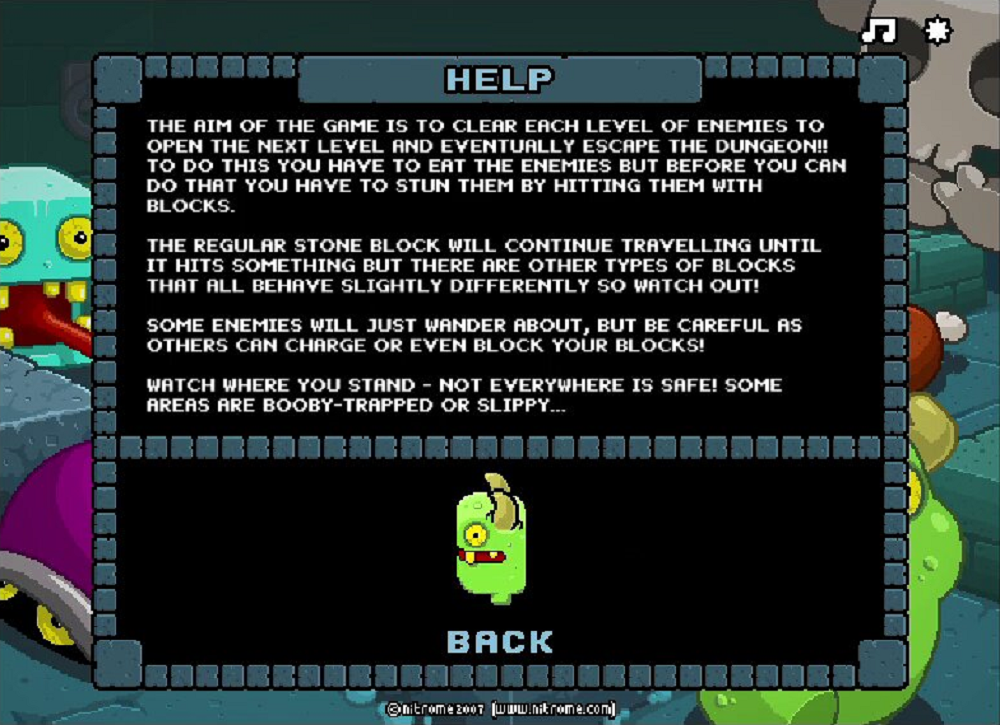 HELP
THE AIM OF THE GAME IS TO CLEAR EACH LEVEL OF ENEMIES TO
OPEN THE NEXT LEVEL AND EVENTUALLY ESCAPE THE DUNGEON!!
TO DO THIS YOU HAVE TO EAT THE ENEMIES BUT BEFORE YOU CAN
DO THAT YOU HAVE TO STUN THEM BY HITTING THEM WITH
BLOCKS.
THE REGULAR STONE BLOCK WILL CONTINUE TRAVELLING UNTIL
IT HITS SOMETHING BUT THERE ARE OTHER TYPES OF BLOCKS
THAT ALL BEHAVE SLIGHTLY DIFFERENTLY SO WATCH OUT!
SOME ENEMIES WILL JUST WANDER ABOUT, BUT BE CAREFUL AS
OTHERS CAN CHARGE OR EVEN BLOCK YOUR BLOCKS!
WATCH WHERE YOU STAND - NOT EVERYWHERE IS SAFE! SOME
AREAS ARE BOOBY-TRAPPED OR SLIPPY...
BACK
©nitrome2007 (www.nitrome.com)